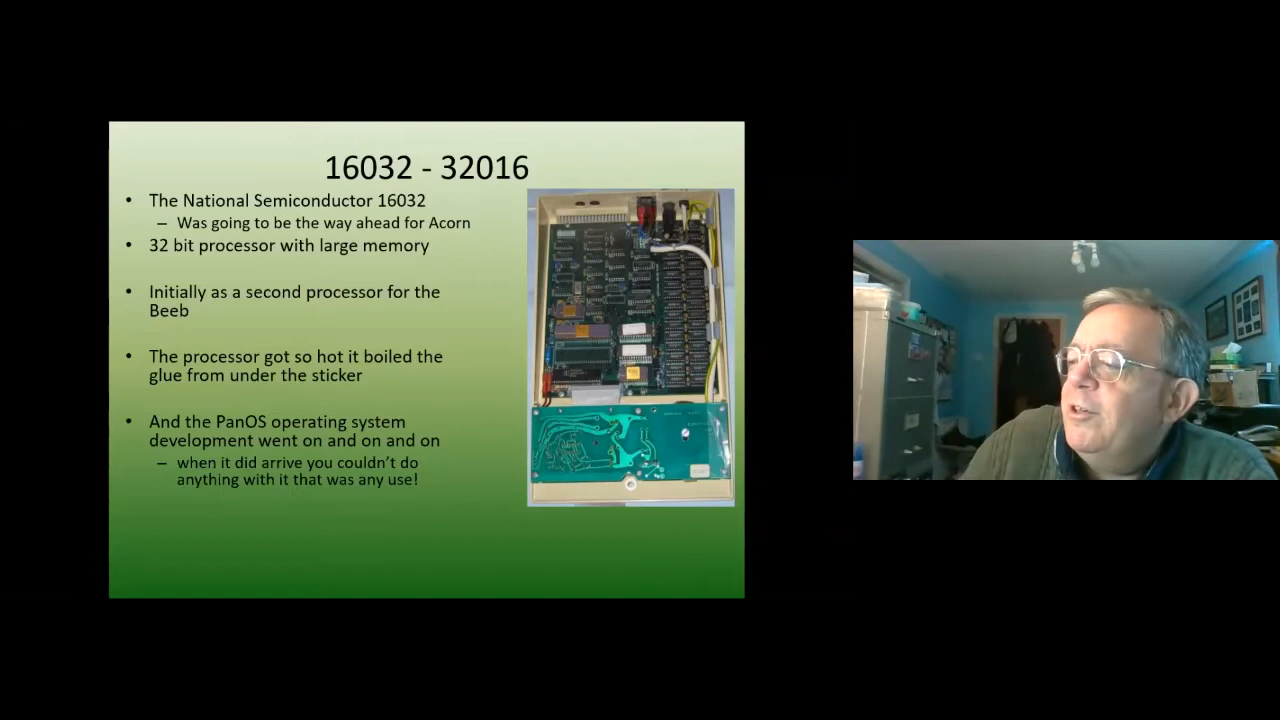 16032 - 32016
• The National Semiconductor 16032
– Was going to be the way ahead for Acorn
• 32 bit processor with large memory
• Initially as a second processor for the
Beeb
• The processor got so hot it boiled the
glue from under the sticker
• And the PanOS operating system
development went on and on and on
– when it did arrive you couldn't do
anything with it that was any use!